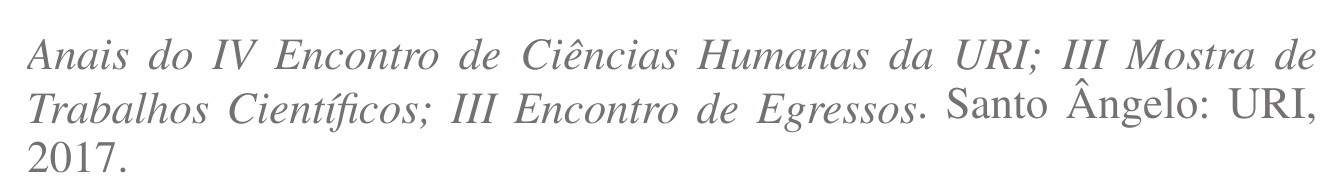 Anais do IV Encontro de Ciências Humanas da URI; III Mostra de
Trabalhos Científicos; III Encontro de Egressos. Santo Ângelo: URI,
2017.